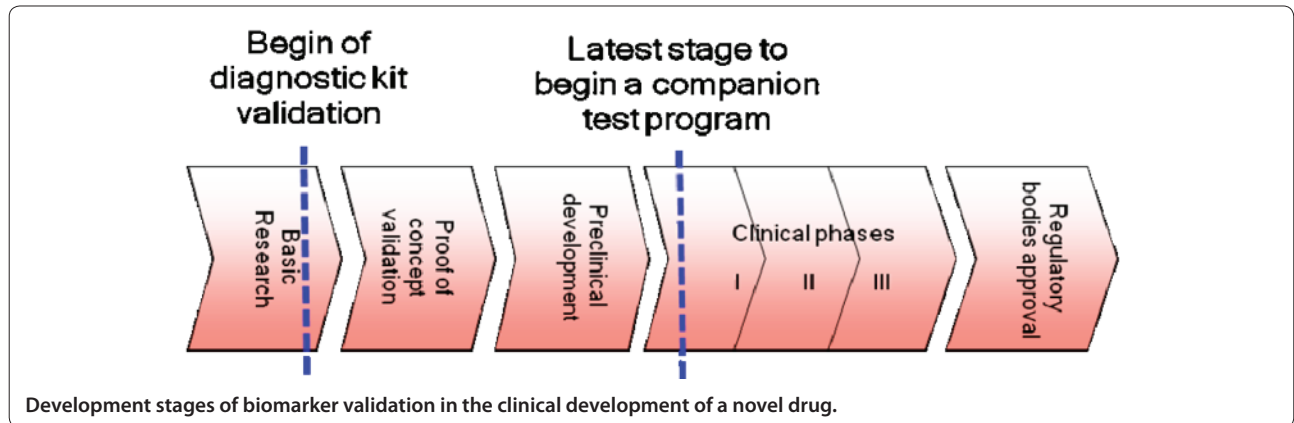 Begin of
diagnostic kit
validation
Latest stage to
begin a companion
test program
Basic
Research
Proof of
concept
validation
Preclinical
development
Clinical phases
I II III
Regulatory
bodies approval
Development stages of biomarker validation in the clinical development of a novel drug.